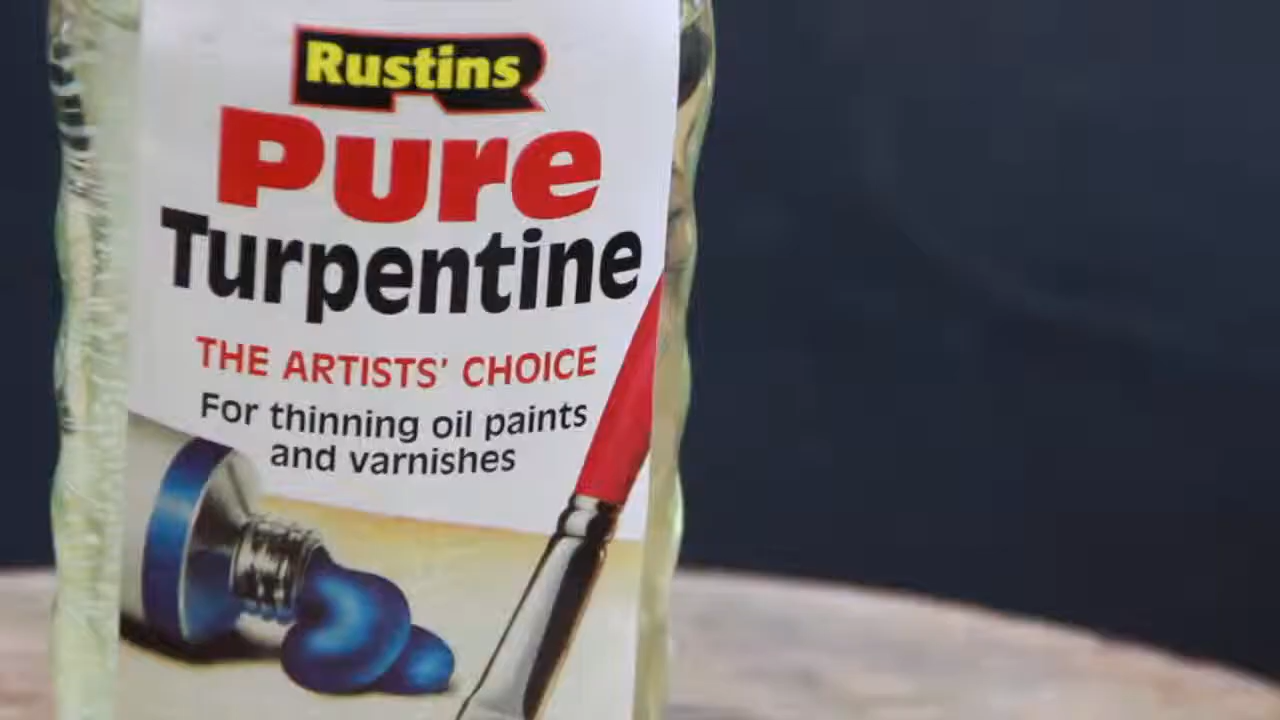 Rustins
Pure
Turpentine
THE ARTISTS' CHOICE
For thinning oil paints
and varnishes